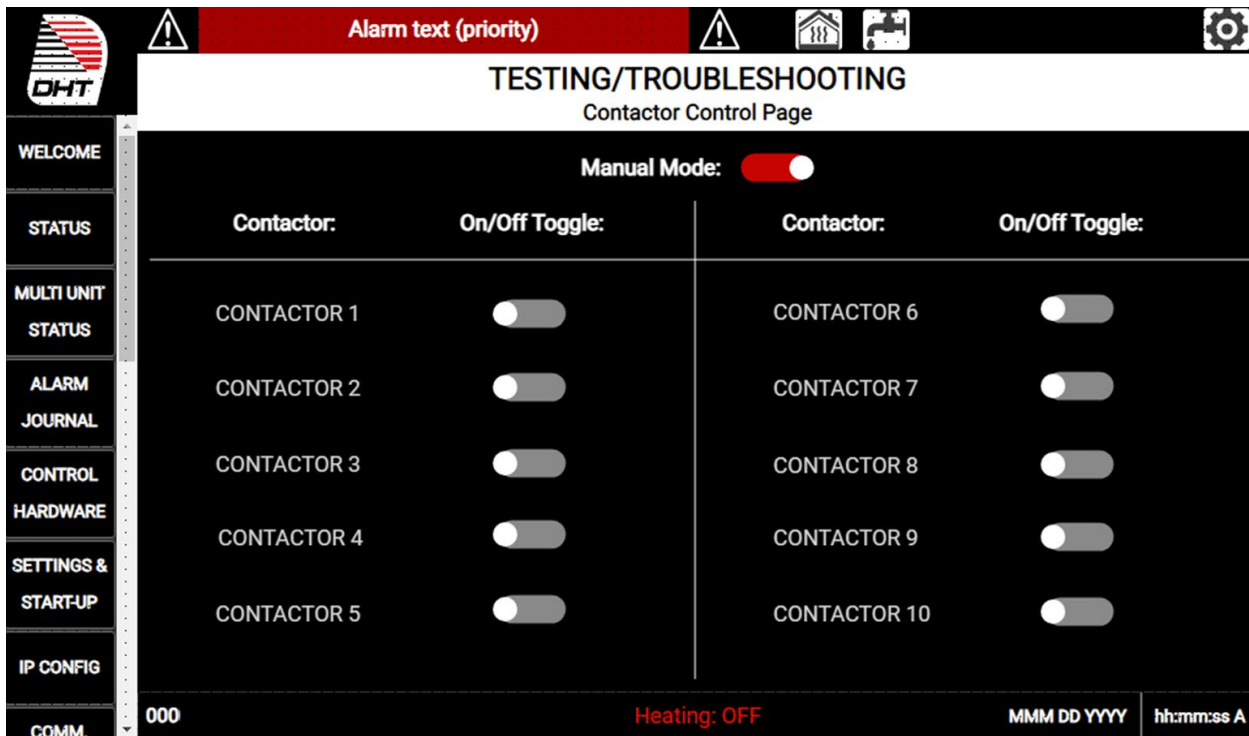 DHT
Alarm text (priority)
TESTING/TROUBLESHOOTING
Contactor Control Page
WELCOME
STATUS
MULTI UNIT
STATUS
ALARM
JOURNAL
CONTROL
HARDWARE
SETTINGS &
START-UP
IP CONFIG
COMM.
Manual Mode:
Contactor: On/Off Toggle: Contactor: On/Off Toggle:
CONTACTOR 1 CONTACTOR 6
CONTACTOR 2 CONTACTOR 7
CONTACTOR 3 CONTACTOR 8
CONTACTOR 4 CONTACTOR 9
CONTACTOR 5 CONTACTOR 10
000 Heating: OFF MMM DD YYYY hh:mm:ss A